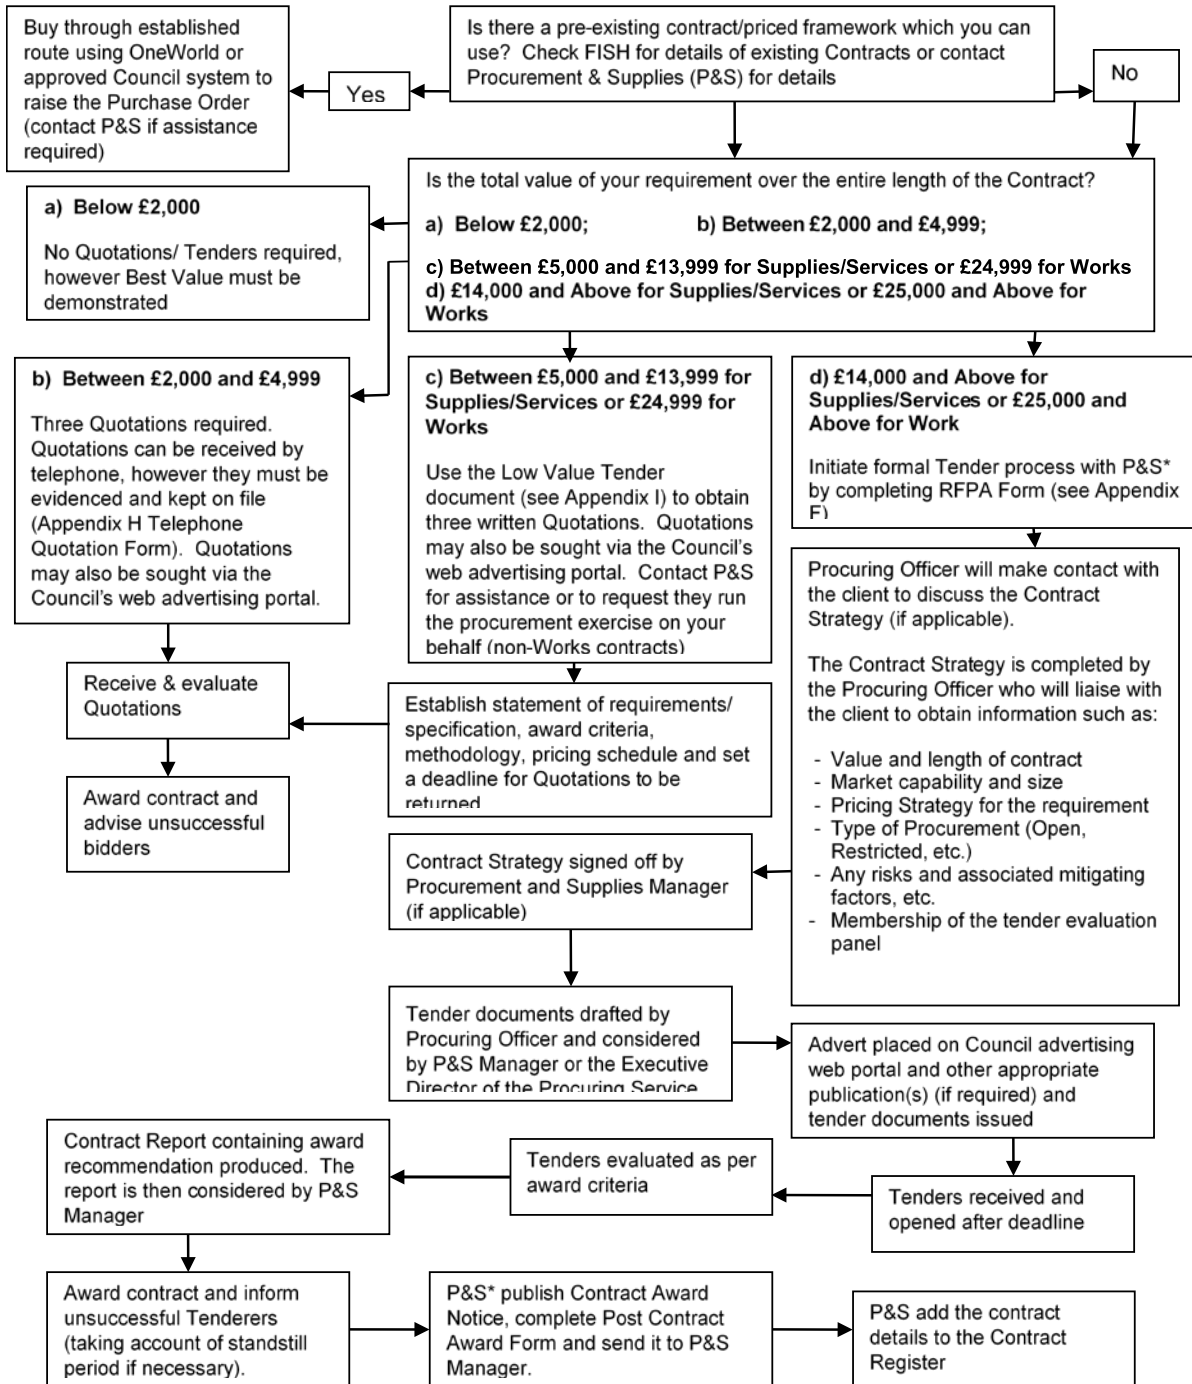 Buy through established
route using OneWorld or
approved Council system to
raise the Purchase Order
(contact P&S if assistance
required)
Yes
Is there a pre-existing contract/priced framework which you can
use? Check FISH for details of existing Contracts or contact
Procurement & Supplies (P&S) for details
No
Is the total value of your requirement over the entire length of the Contract?
a) Below £2,000; b) Between £2,000 and £4,999;
c) Between £5,000 and £13,999 for Supplies/Services or £24,999 for Works
d) £14,000 and Above for Supplies/Services or £25,000 and Above for
Works
a) Below £2,000
No Quotations/ Tenders required,
however Best Value must be
demonstrated
b) Between £2,000 and £4,999
Three Quotations required.
Quotations can be received by
telephone, however they must be
evidenced and kept on file
(Appendix H Telephone
Quotation Form). Quotations
may also be sought via the
Council's web advertising portal.
c) Between £5,000 and £13,999 for
Supplies/Services or £24,999 for
Works
Use the Low Value Tender
document (see Appendix I) to obtain
three written Quotations. Quotations
may also be sought via the Council's
web advertising portal. Contact P&S
for assistance or to request they run
the procurement exercise on your
behalf (non-Works contracts)
d) £14,000 and Above for
Supplies/Services or £25,000 and
Above for Work
Initiate formal Tender process with P&S*
by completing RFPA Form (see Appendix
F)
Procuring Officer will make contact with
the client to discuss the Contract
Strategy (if applicable).
The Contract Strategy is completed by
the Procuring Officer who will liaise with
the client to obtain information such as:
- Value and length of contract
- Market capability and size
- Pricing Strategy for the requirement
- Type of Procurement (Open,
Restricted, etc.)
- Any risks and associated mitigating
factors, etc.
- Membership of the tender evaluation
panel
Receive & evaluate
Quotations
Establish statement of requirements/
specification, award criteria,
methodology, pricing schedule and set
a deadline for Quotations to be
returned
Award contract and
advise unsuccessful
bidders
Contract Strategy signed off by
Procurement and Supplies Manager
(if applicable)
Tender documents drafted by
Procuring Officer and considered
by P&S Manager or the Executive
Director of the Procuring Service
Advert placed on Council advertising
web portal and other appropriate
publication(s) (if required) and
tender documents issued
Tenders received and
opened after deadline
Tenders evaluated as per
award criteria
Contract Report containing award
recommendation produced. The
report is then considered by P&S
Manager
Award contract and inform
unsuccessful Tenderers
(taking account of standstill
period if necessary).
P&S* publish Contract Award
Notice, complete Post Contract
Award Form and send it to P&S
Manager.
P&S add the contract
details to the Contract
Register